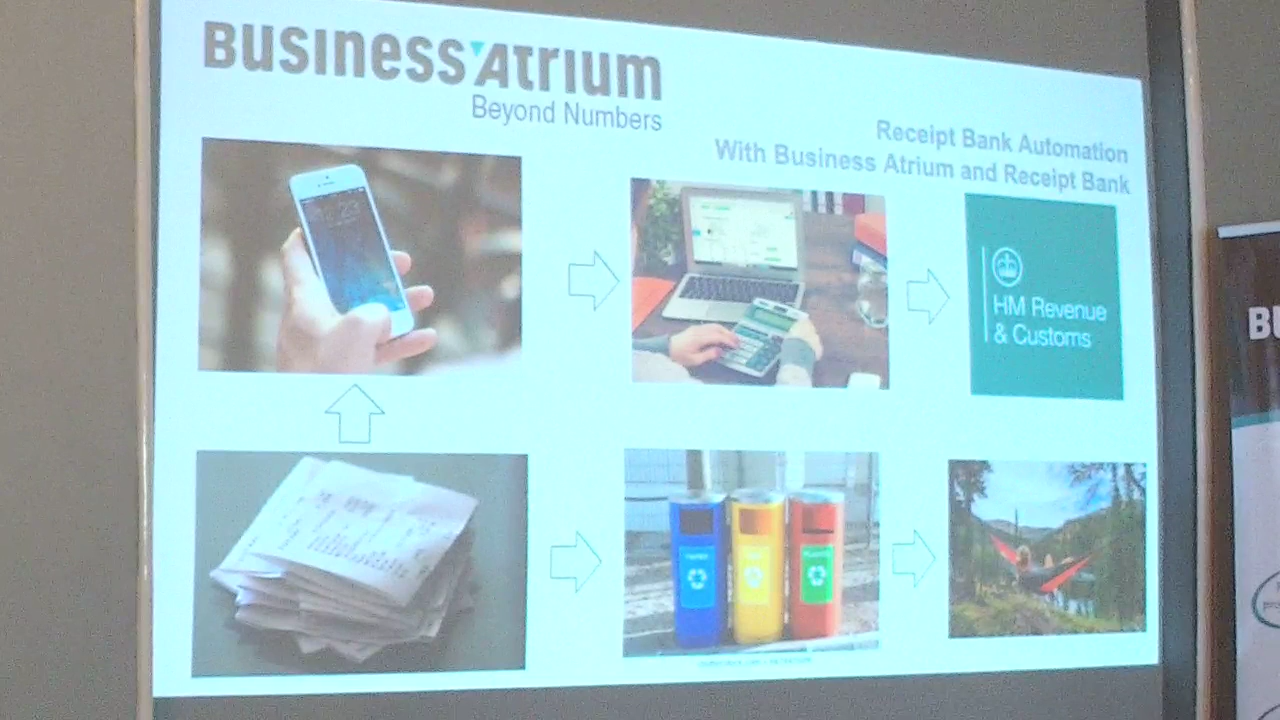 BUSINESS ATRIUM
Beyond Numbers
Receipt Bank Automation
With Business Atrium and Receipt Bank
HM Revenue
& Customs